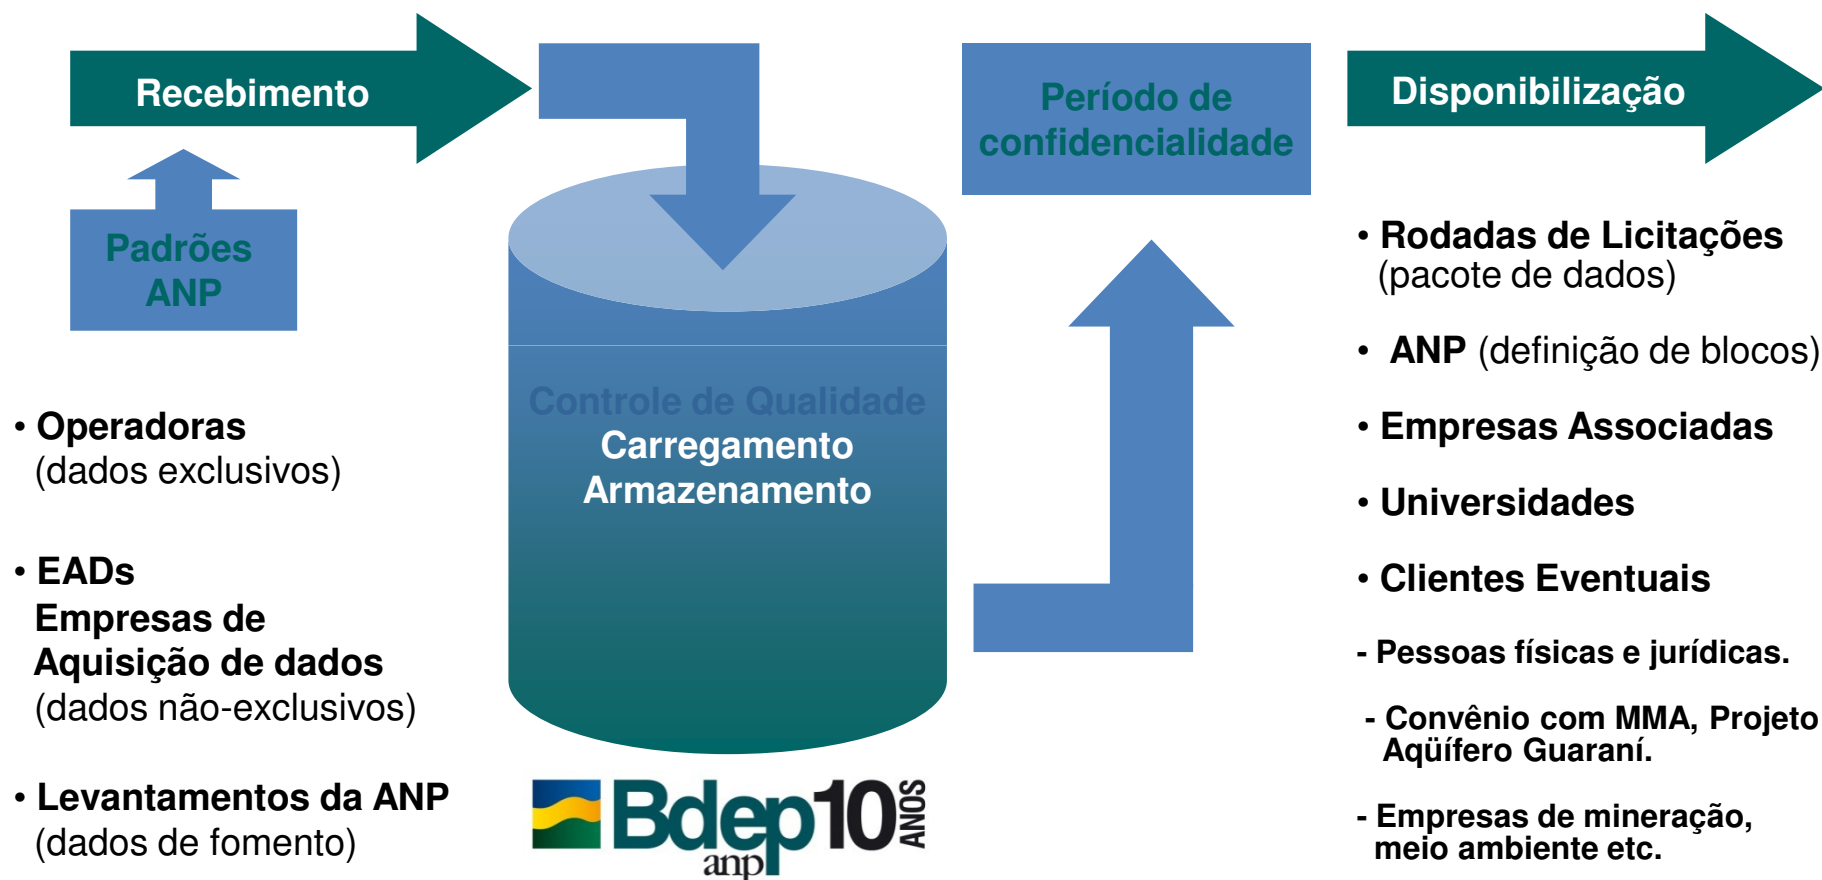 Recebimento
Padrões
ANP
• Operadoras
(dados exclusivos)
• EADs
Empresas de
Aquisição de dados
(dados não-exclusivos)
• Levantamentos da ANP
(dados de fomento)
Controle de Qualidade
Carregamento
Armazenamento
Bdep10
ANOS
anp
Período de
confidencialidade
Disponibilização
• Rodadas de Licitações
(pacote de dados)
• ANP (definição de blocos)
• Empresas Associadas
• Universidades
• Clientes Eventuais
- Pessoas físicas e jurídicas.
- Convênio com MMA, Projeto
Aqüífero Guaraní.
- Empresas de mineração,
meio ambiente etc.